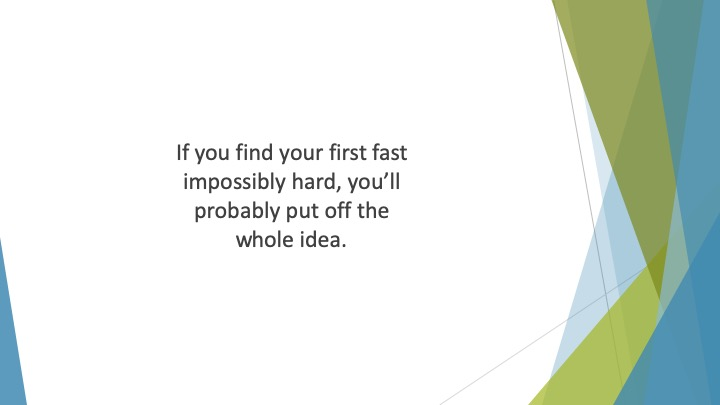 If you find your first fast
impossibly hard, you’ll
probably put off the
whole idea.